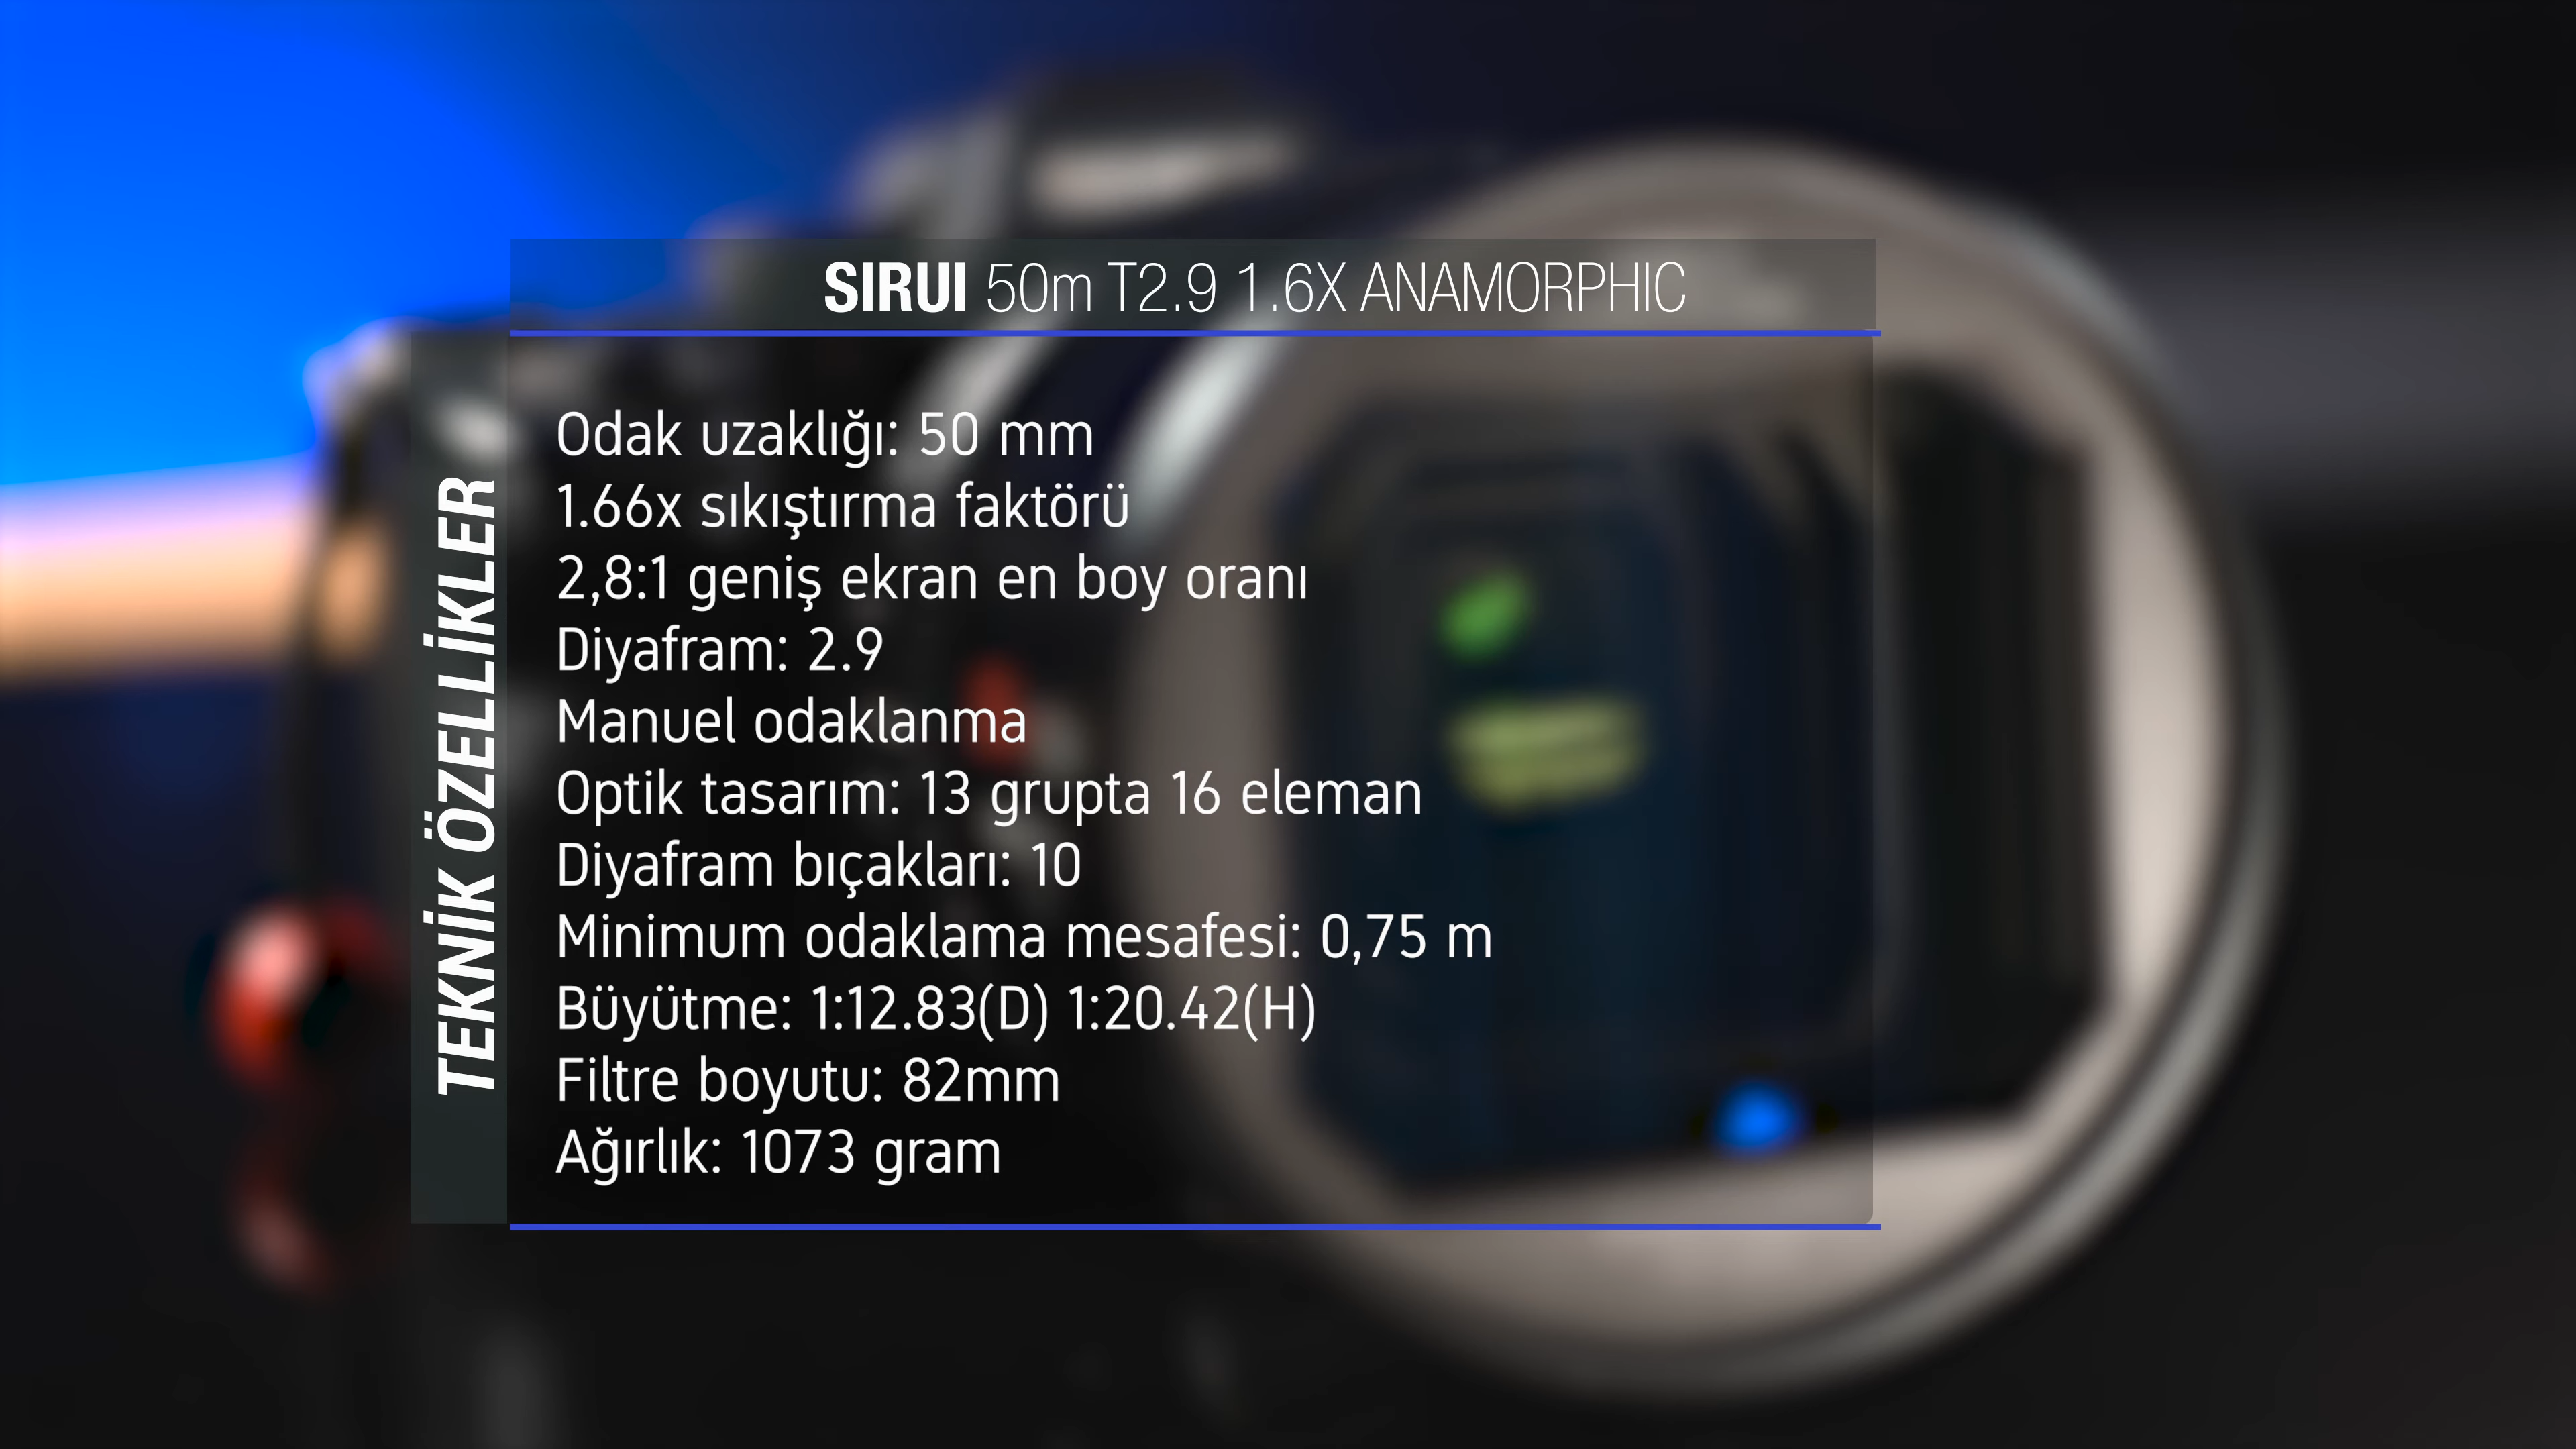 SIRUI 50m T2.9 1.6X ANAMORPHIC
TEKNİK ÖZELLİKLER
Odak uzaklığı: 50 mm
1.66x sıkıştırma faktörü
2,8:1 geniş ekran en boy oranı
Diyafram: 2.9
Manuel odaklanma
Optik tasarım: 13 grupta 16 eleman
Diyafram bıçakları: 10
Minimum odaklama mesafesi: 0,75 m
Büyütme: 1:12.83(D) 1:20.42(H)
Filtre boyutu: 82mm
Ağırlık: 1073 gram